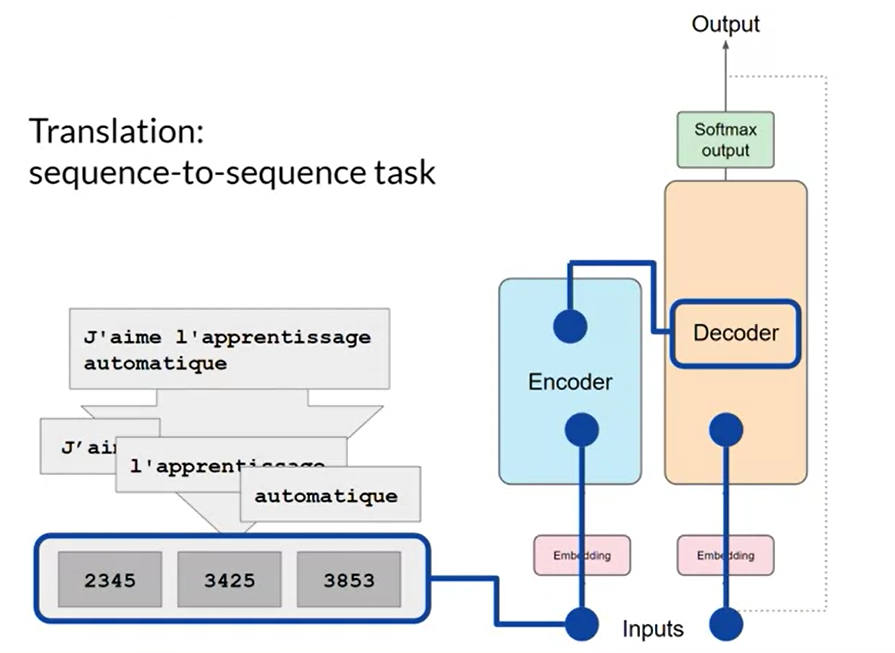 Output
Softmax
output
Translation:
sequence-to-sequence task
J'aime l'apprentissage
automatique
J'ai
l'apprentissage
automatique
Decoder
Encoder
Embedding
Embedding
2345
3425
3853
Inputs